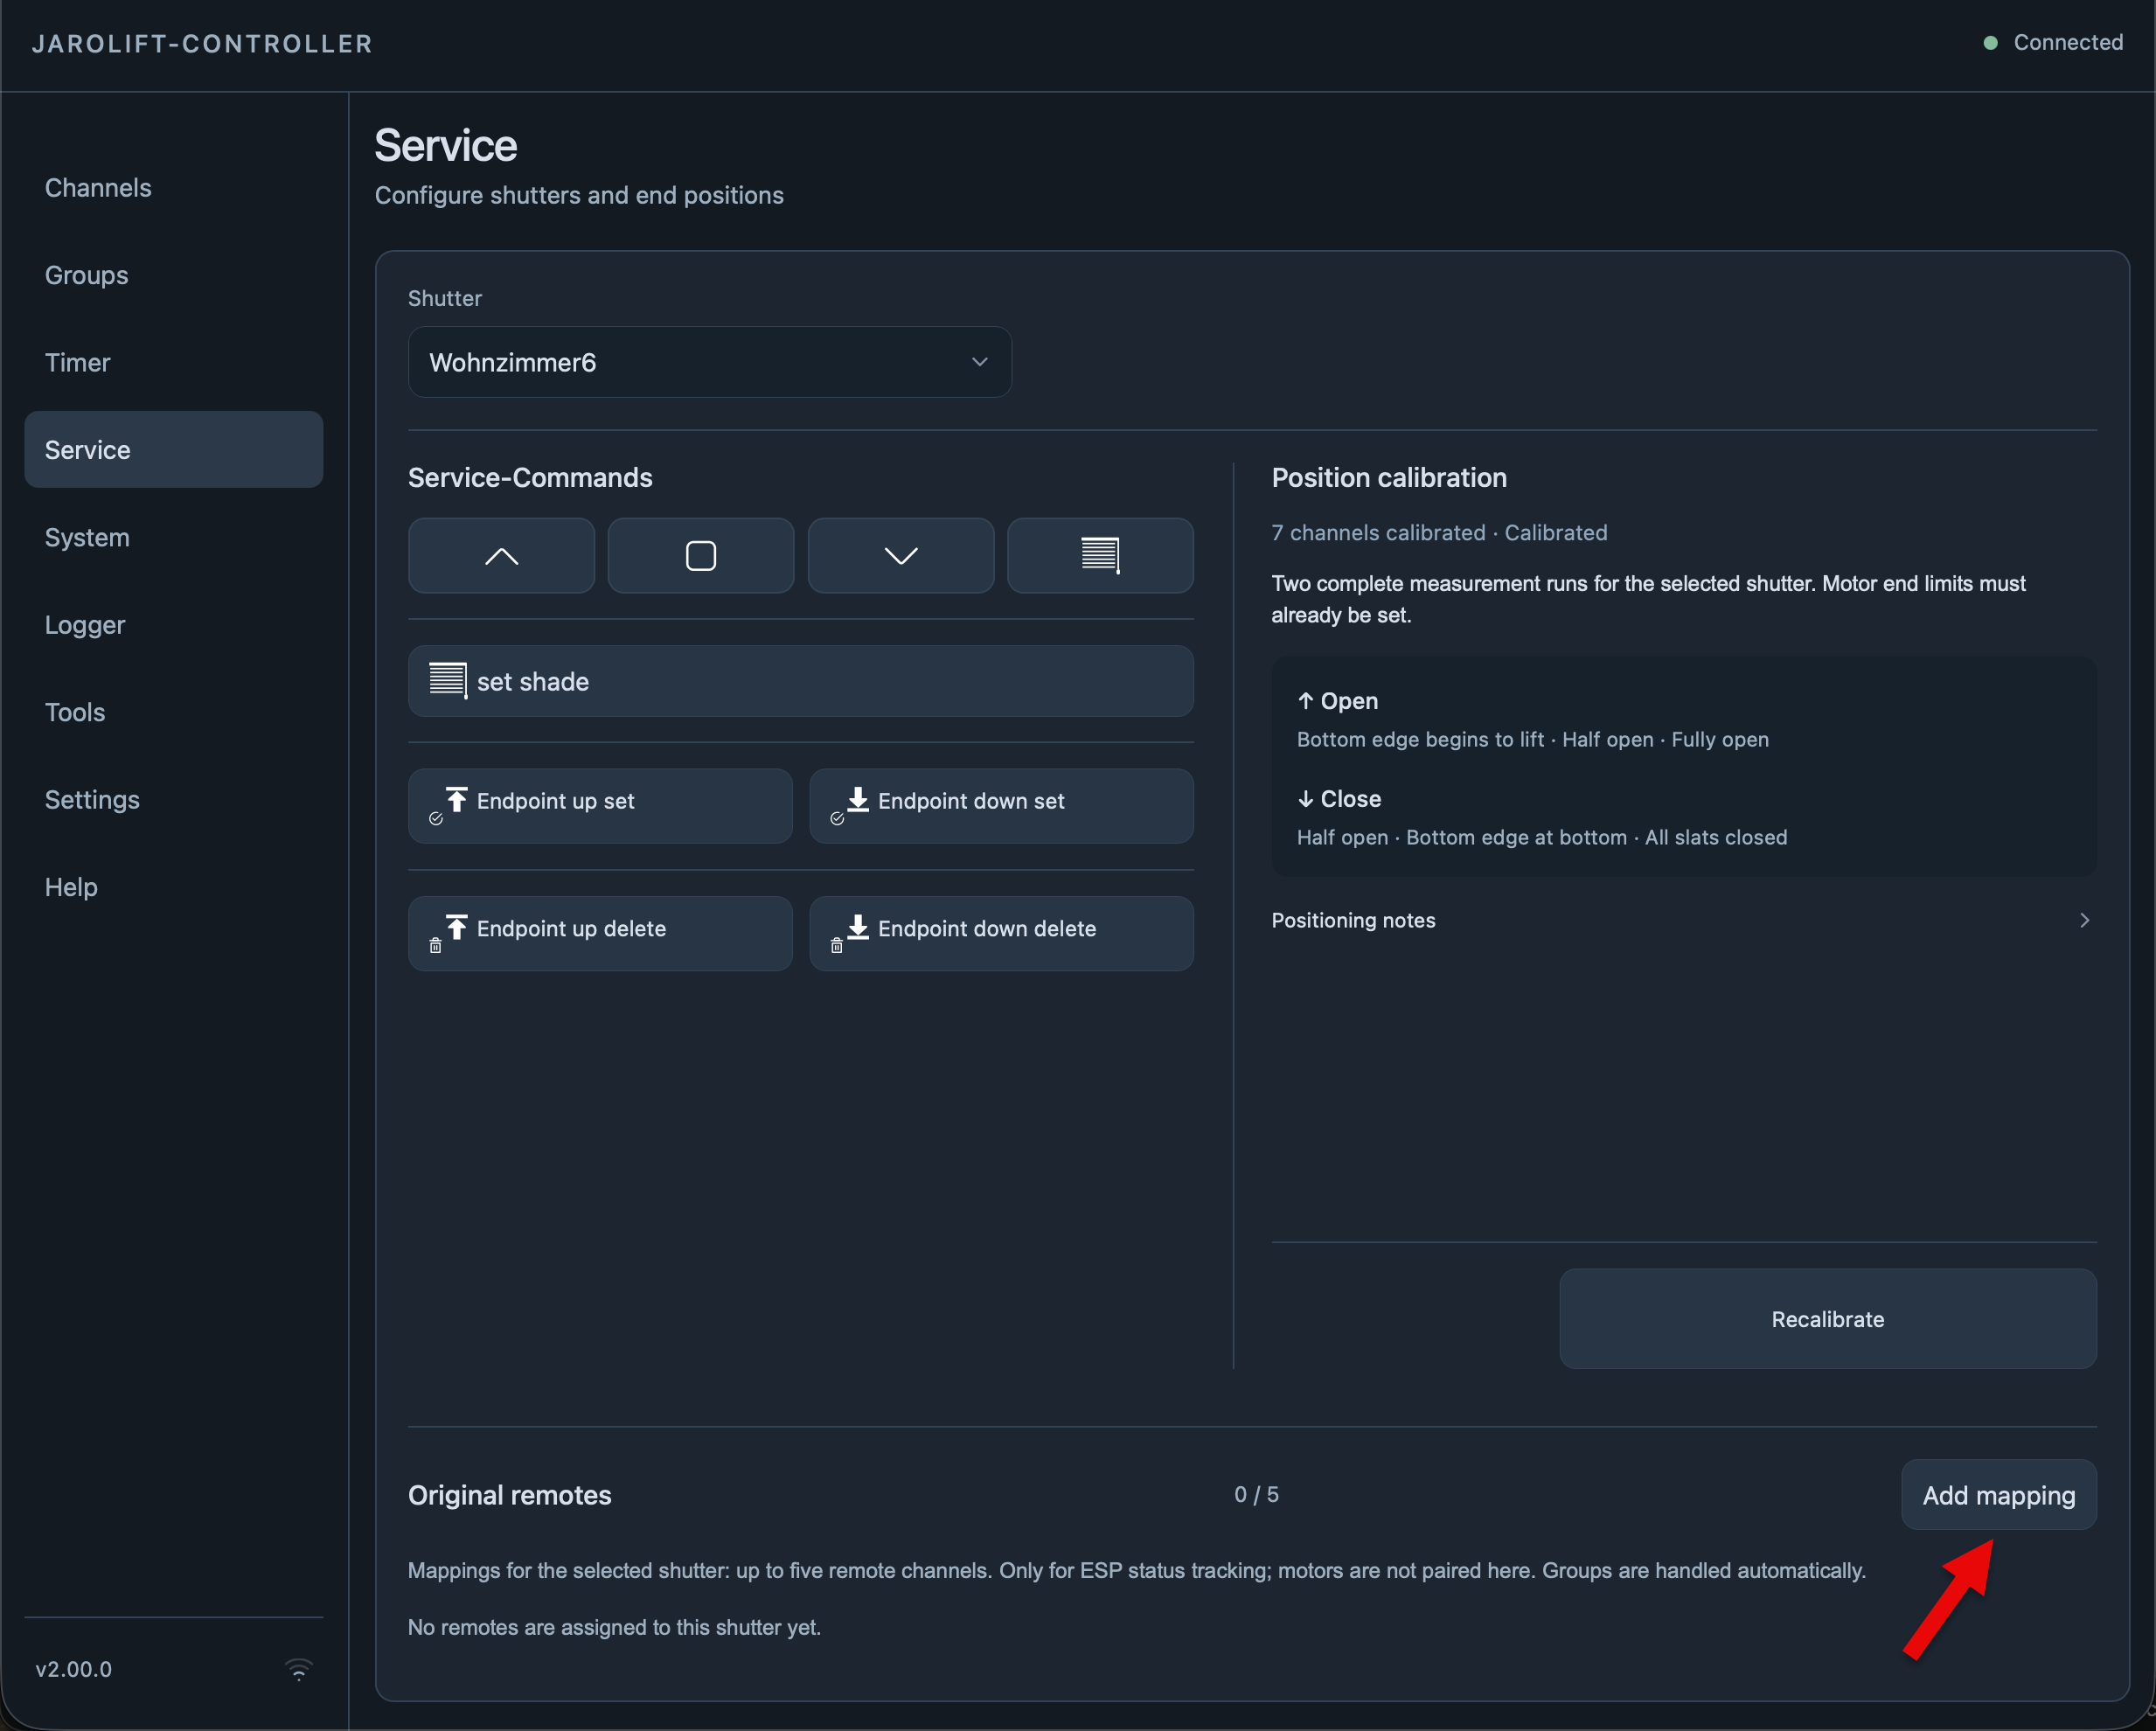 JAROLIFT-CONTROLLER
Connected
Channels
Groups
Timer
Service
System
Logger
Tools
Settings
Help
v2.00.0
Service
Configure shutters and end positions
Shutter
Wohnzimmer6
Service-Commands
set shade
Endpoint up set
Endpoint down set
Endpoint up delete
Endpoint down delete
Position calibration
7 channels calibrated · Calibrated
Two complete measurement runs for the selected shutter. Motor end limits must
already be set.
↑ Open
Bottom edge begins to lift · Half open · Fully open
↓ Close
Half open · Bottom edge at bottom · All slats closed
Positioning notes
Recalibrate
Original remotes
0 / 5
Add mapping
Mappings for the selected shutter: up to five remote channels. Only for ESP status tracking; motors are not paired here. Groups are handled automatically.
No remotes are assigned to this shutter yet.